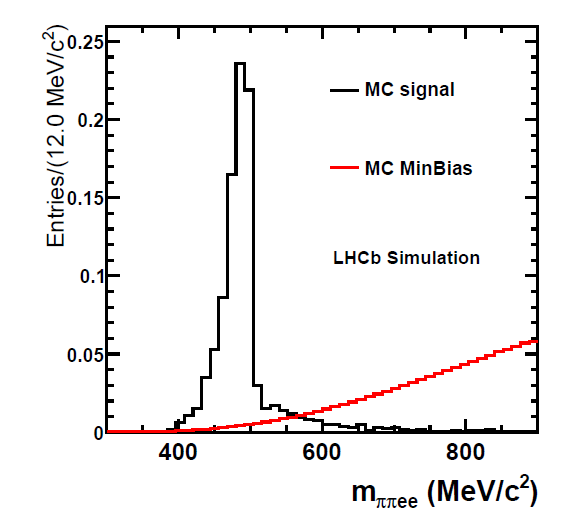 Entries/(12.0 MeV/c²)
0.25
0.2
0.15
0.1
0.05
0
MC signal
MC MinBias
LHCb Simulation
400 600 800
mππee (MeV/c²)